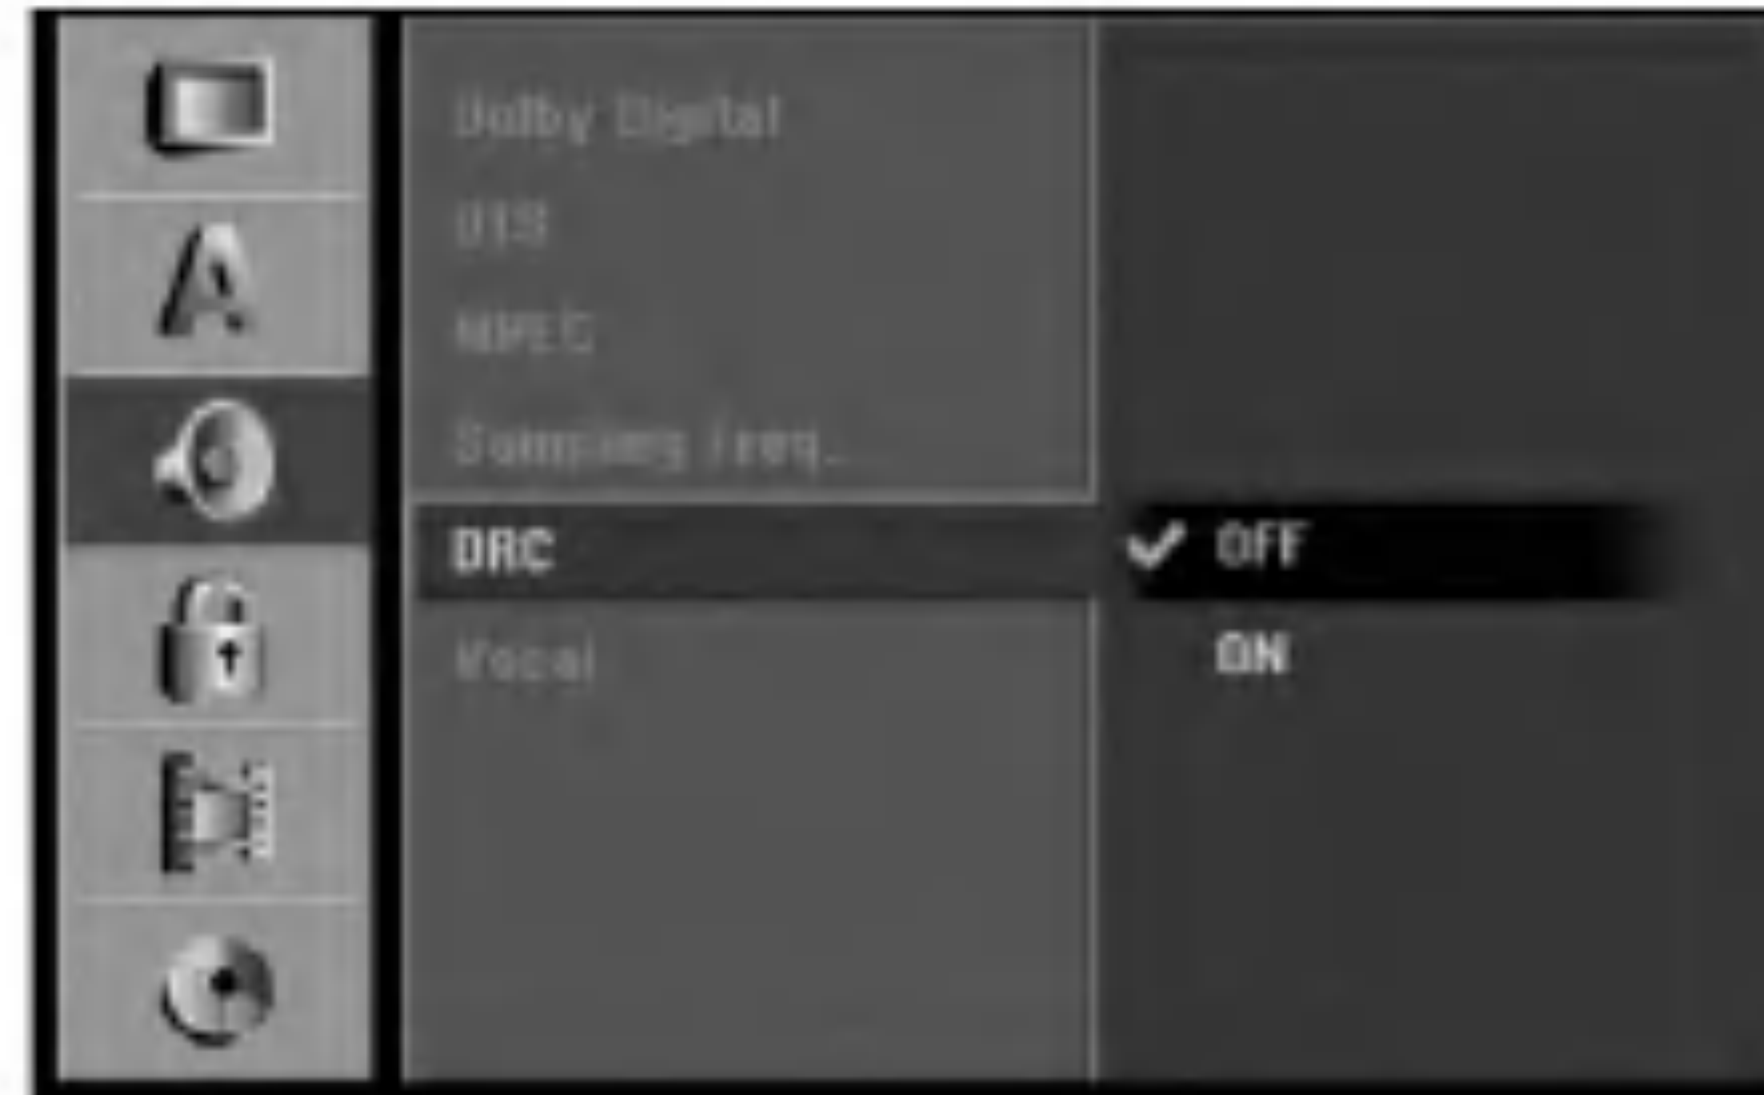 Dolby Digital
DTS
MPEG
Sampling freq.
DRC
OFF
ON
Vocal